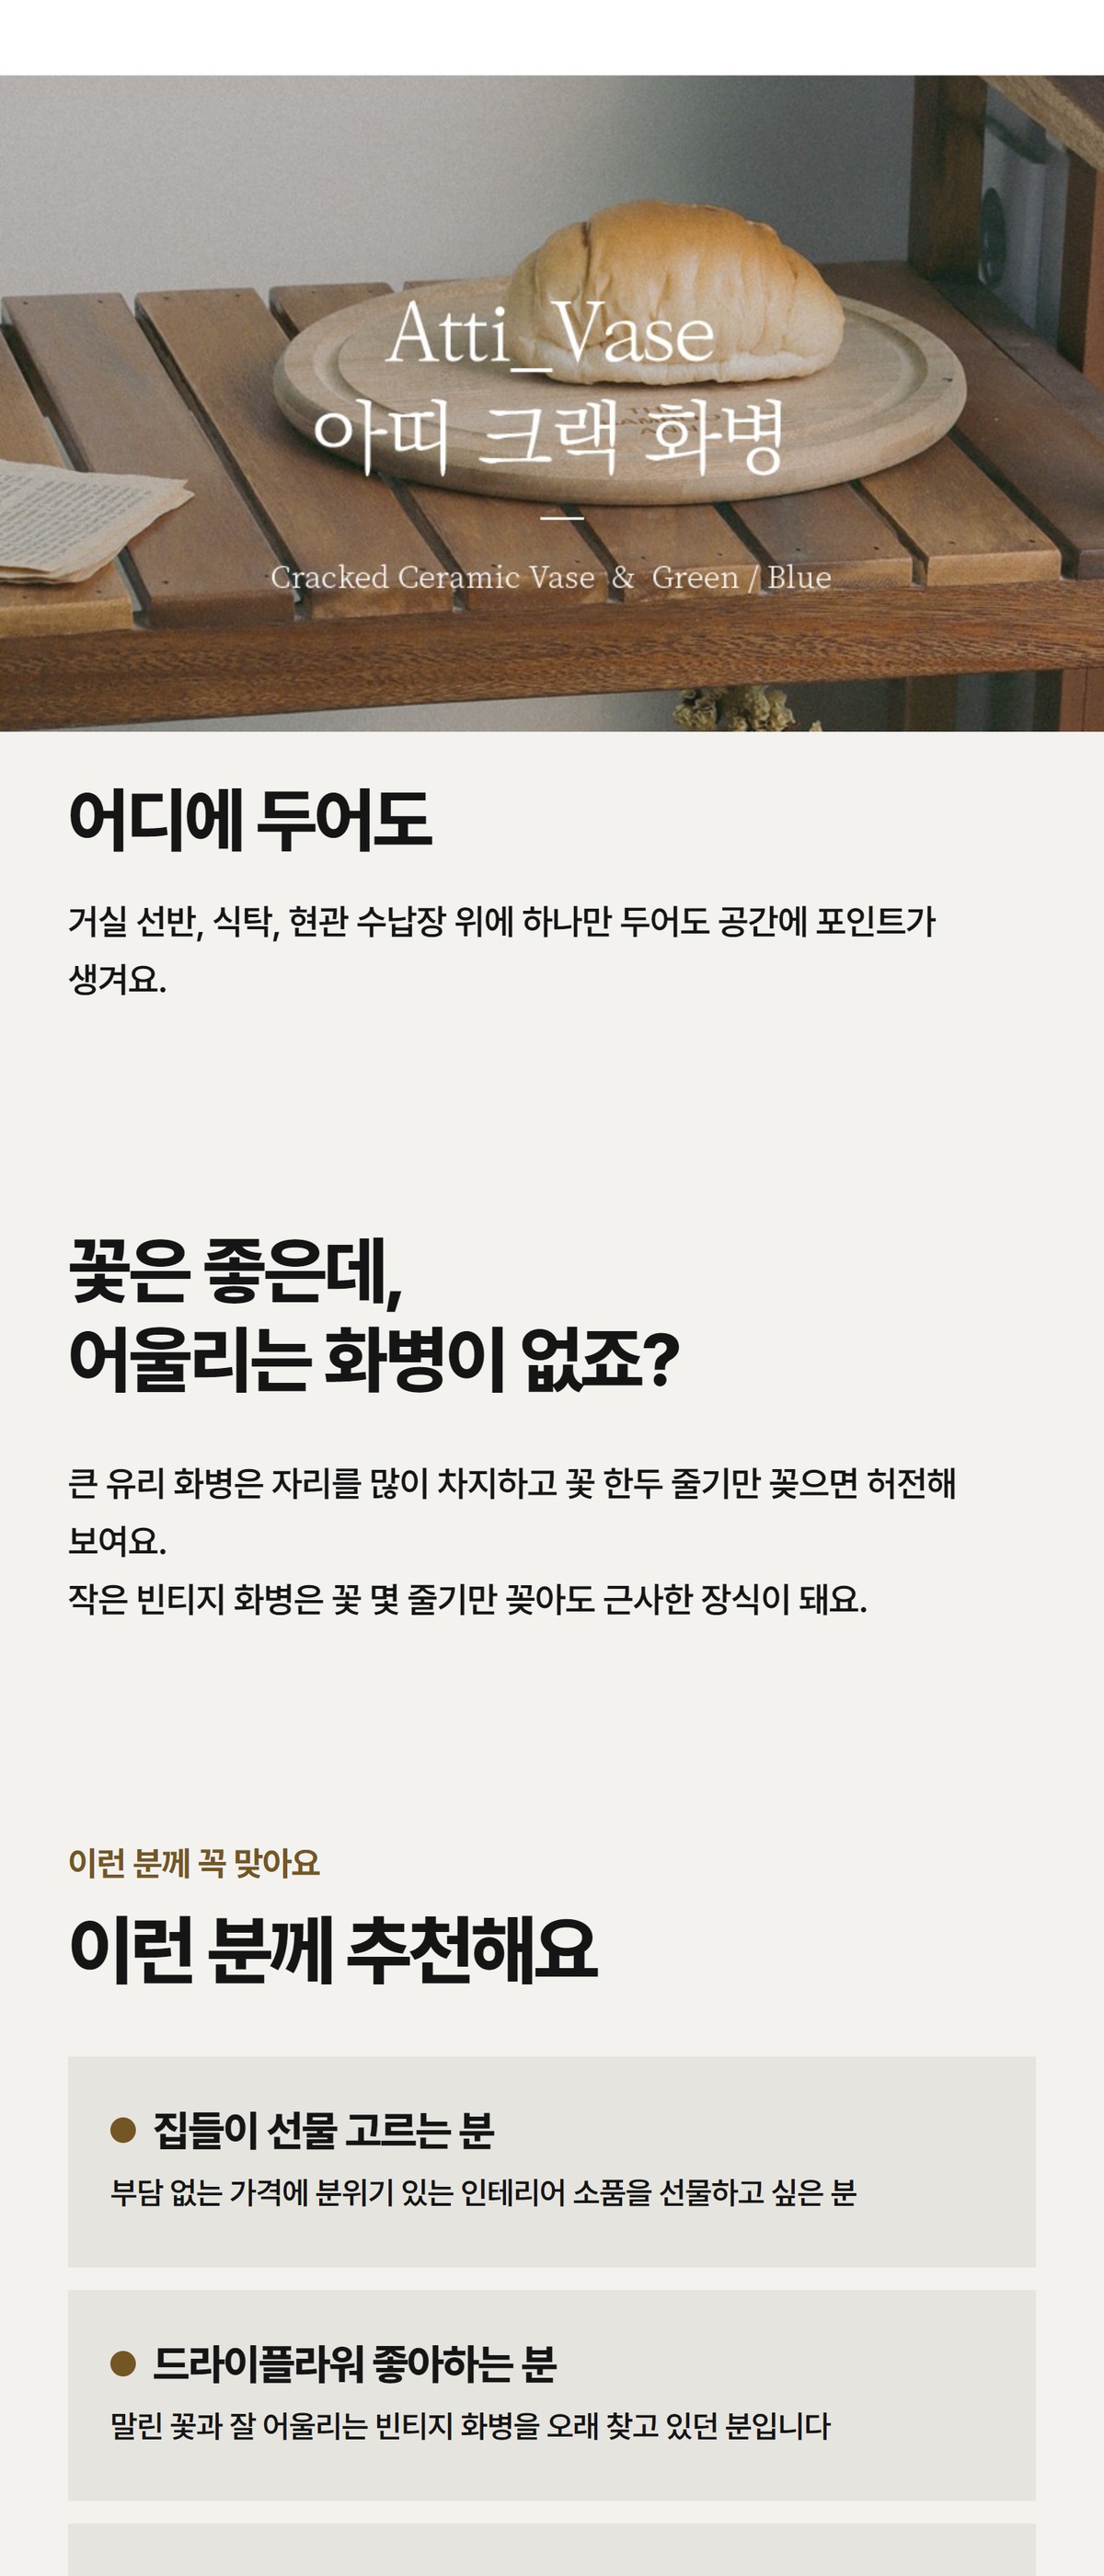 Atti_Vase
아띠 크랙 화병
Cracked Ceramic Vase & Green / Blue
어디에 두어도
거실 선반, 식탁, 현관 수납장 위에 하나만 두어도 공간에 포인트가
생겨요.
꽃은 좋은데,
어울리는 화병이 없죠?
큰 유리 화병은 자리를 많이 차지하고 꽃 한두 줄기만 꽂으면 허전해
보여요.
작은 빈티지 화병은 꽃 몇 줄기만 꽂아도 근사한 장식이 돼요.
이런 분께 꼭 맞아요
이런 분께 추천해요
집들이 선물 고르는 분
부담 없는 가격에 분위기 있는 인테리어 소품을 선물하고 싶은 분
드라이플라워 좋아하는 분
말린 꽃과 잘 어울리는 빈티지 화병을 오래 찾고 있던 분입니다